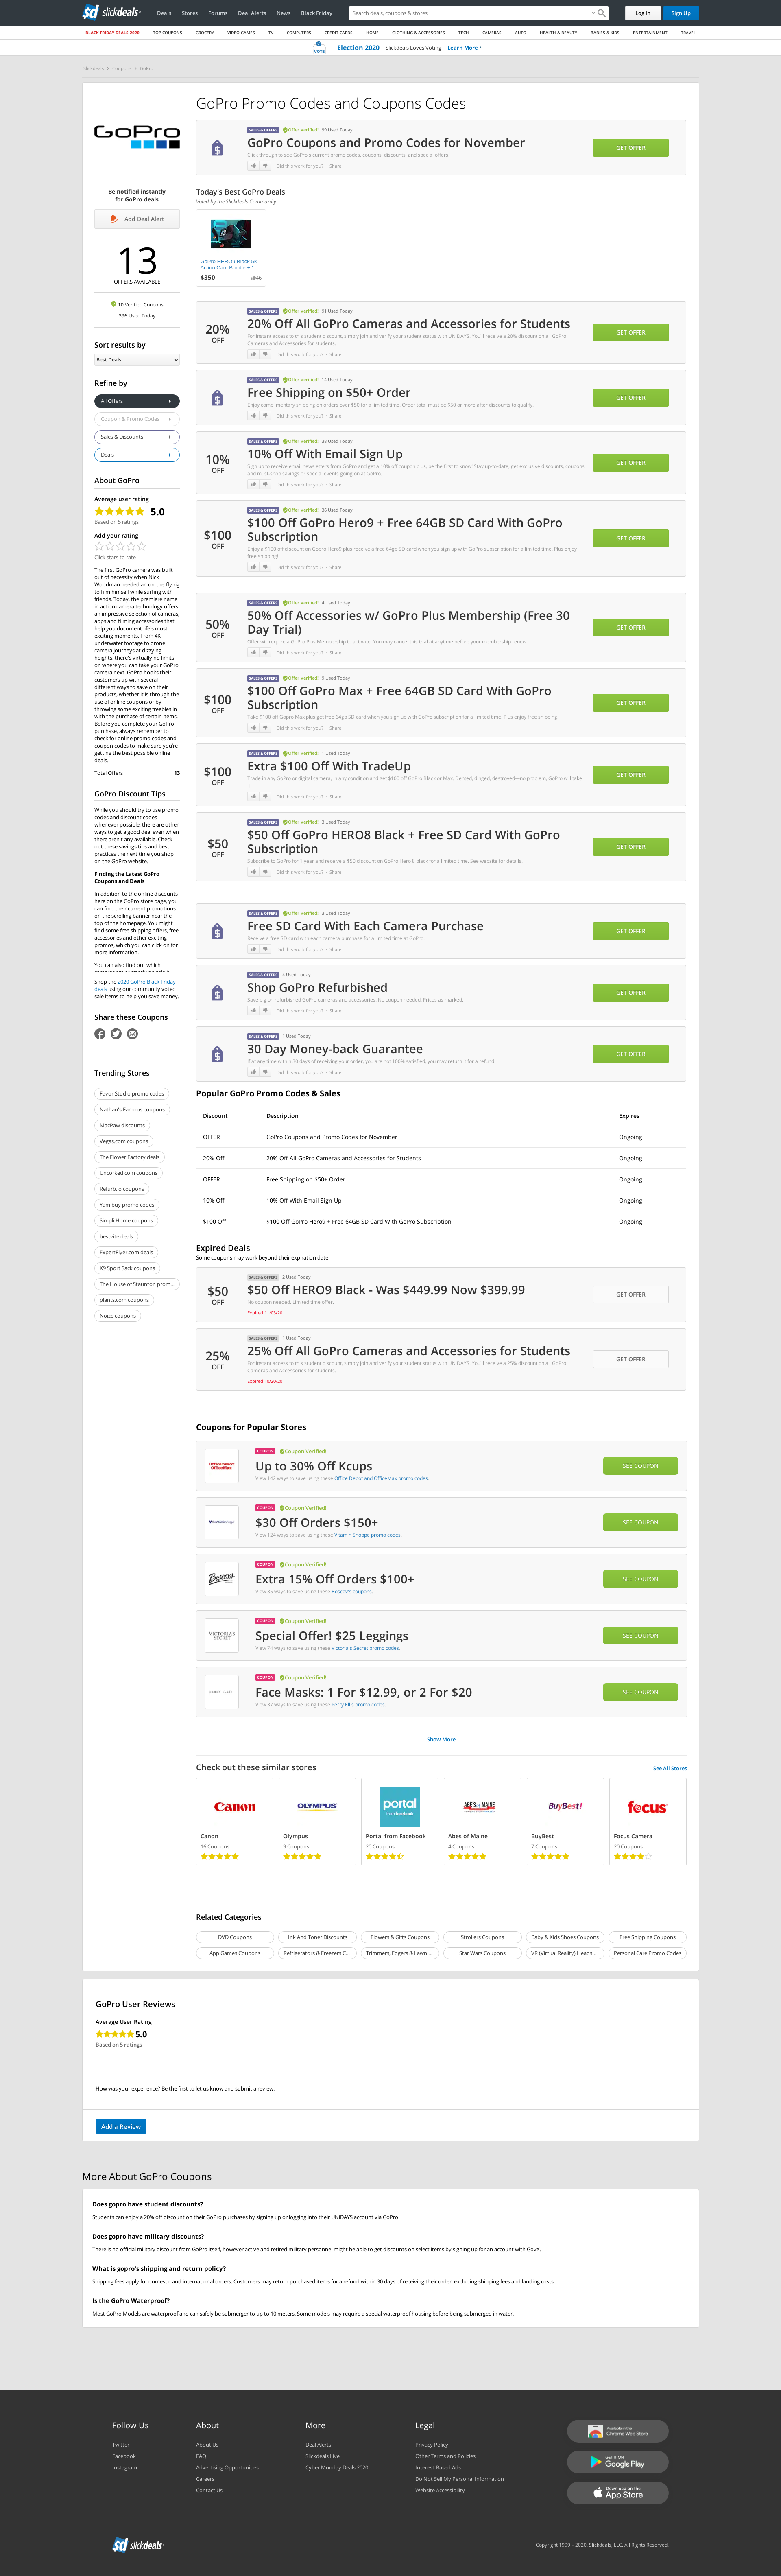 slickdeals
Deals Stores Forums Deal Alerts News Black Friday
Search deals, coupons & stores
Log In Sign Up
BLACK FRIDAY DEALS 2020 TOP COUPONS GROCERY VIDEO GAMES TV COMPUTERS CREDIT CARDS HOME CLOTHING & ACCESSORIES TECH CAMERAS AUTO HEALTH & BEAUTY BABIES & KIDS ENTERTAINMENT TRAVEL
VOTE Election 2020 Slickdeals Loves Voting Learn More >
Slickdeals > Coupons > GoPro
GoPro
Be notified instantly
for GoPro deals
Add Deal Alert
13
OFFERS AVAILABLE
10 Verified Coupons
396 Used Today
Sort results by
Best Deals
Refine by
All Offers
Coupon & Promo Codes
Sales & Discounts
Deals
About GoPro
Average user rating
5.0
Based on 5 ratings
Add your rating
Click stars to rate
The first GoPro camera was built
out of necessity when Nick
Woodman needed an on-the-fly rig
to film himself while surfing with
friends. Today, the premiere name
in action camera technology offers
an impressive selection of cameras,
apps and filming accessories that
help you document life's most
exciting moments. From 4K
underwater footage to drone
camera journeys at dizzying
heights, there's virtually no limits
on where you can take your GoPro
camera next. GoPro hooks their
customers up with several
different ways to save on their
products, whether it is through the
use of online coupons or by
throwing some exciting freebies in
with the purchase of certain items.
Before you complete your GoPro
purchase, always remember to
check for online promo codes and
coupon codes to make sure you're
getting the best possible online
deals.
Total Offers 13
GoPro Discount Tips
While you should try to use promo
codes and discount codes
whenever possible, there are other
ways to get a good deal even when
there aren't any available. Check
out these savings tips and best
practices the next time you shop
on the GoPro website.
Finding the Latest GoPro
Coupons and Deals
In addition to the online discounts
here on the GoPro store page, you
can find their current promotions
on the scrolling banner near the
top of the homepage. You might
find some free shipping offers, free
accessories and other exciting
promos, which you can click on for
more information.
You can also find out which
Shop the 2020 GoPro Black Friday
deals using our community voted
sale items to help you save money.
Share these Coupons
Trending Stores
Favor Studio promo codes
Nathan's Famous coupons
MacPaw discounts
Vegas.com coupons
The Flower Factory deals
Uncorked.com coupons
Refurb.io coupons
Yamibuy promo codes
Simpli Home coupons
bestvite deals
ExpertFlyer.com deals
K9 Sport Sack coupons
The House of Staunton prom...
plants.com coupons
Noize coupons
GoPro Promo Codes and Coupons Codes
SALES & OFFERS Offer Verified! 99 Used Today
GoPro Coupons and Promo Codes for November
Click through to see GoPro's current promo codes, coupons, discounts, and special offers.
Did this work for you? Share
GET OFFER
Today's Best GoPro Deals
Voted by the Slickdeals Community
GoPro HERO9 Black 5K
Action Cam Bundle + 1...
$350 46
20% OFF
SALES & OFFERS Offer Verified! 91 Used Today
20% Off All GoPro Cameras and Accessories for Students
For instant access to this student discount, simply join and verify your student status with UNiDAYS. You'll receive a 20% discount on all GoPro
Cameras and Accessories for students.
Did this work for you? Share
GET OFFER
SALES & OFFERS Offer Verified! 14 Used Today
Free Shipping on $50+ Order
Enjoy complimentary shipping on orders over $50 for a limited time. Order total must be $50 or more after discounts to qualify.
Did this work for you? Share
GET OFFER
10% OFF
SALES & OFFERS Offer Verified! 38 Used Today
10% Off With Email Sign Up
Sign up to receive email newsletters from GoPro and get a 10% off coupon plus, be the first to know! Stay up-to-date, get exclusive discounts, coupons
and must-shop savings or special events going on at GoPro.
Did this work for you? Share
GET OFFER
$100 OFF
SALES & OFFERS Offer Verified! 30 Used Today
$100 Off GoPro Hero9 + Free 64GB SD Card With GoPro
Subscription
Enjoy a $100 off discount on Gopro Hero9 plus receive a Free 64gb SD card when you sign up with GoPro subscription for a limited time. Plus enjoy
free shipping!
Did this work for you? Share
GET OFFER
50% OFF
SALES & OFFERS Offer Verified! 4 Used Today
50% Off Accessories w/ GoPro Plus Membership (Free 30
Day Trial)
Offer will require a GoPro Plus Membership to activate. You may cancel this trial at anytime before your membership renew.
Did this work for you? Share
GET OFFER
$100 OFF
SALES & OFFERS Offer Verified! 9 Used Today
$100 Off GoPro Max + Free 64GB SD Card With GoPro
Subscription
Take $100 off Gopro Max plus get free 64gb SD card when you sign up with GoPro subscription for a limited time. Plus enjoy free shipping!
Did this work for you? Share
GET OFFER
$100 OFF
SALES & OFFERS Offer Verified! 1 Used Today
Extra $100 Off With TradeUp
Trade in any GoPro or digital camera, in any condition and get $100 off GoPro Black or Max. Dented, dinged, destroyed—no problem, GoPro will take
it.
Did this work for you? Share
GET OFFER
$50 OFF
SALES & OFFERS Offer Verified! 3 Used Today
$50 Off GoPro HERO8 Black + Free SD Card With GoPro
Subscription
Subscribe to GoPro for 1 year and receive a $50 discount on GoPro Hero 8 black for a limited time. See website for details.
Did this work for you? Share
GET OFFER
SALES & OFFERS Offer Verified! 3 Used Today
Free SD Card With Each Camera Purchase
Receive a free SD card with each camera purchase for a limited time at GoPro.
Did this work for you? Share
GET OFFER
SALES & OFFERS 4 Used Today
Shop GoPro Refurbished
Save big on refurbished GoPro cameras and accessories. No coupon needed. Prices as marked.
Did this work for you? Share
GET OFFER
SALES & OFFERS 1 Used Today
30 Day Money-back Guarantee
If at any time within 30 days of receiving your order, you are not 100% satisfied, you may return it for a refund.
Did this work for you? Share
GET OFFER
Popular GoPro Promo Codes & Sales
Discount Description Expires
OFFER GoPro Coupons and Promo Codes for November Ongoing
20% Off 20% Off All GoPro Cameras and Accessories for Students Ongoing
OFFER Free Shipping on $50+ Order Ongoing
10% Off 10% Off With Email Sign Up Ongoing
$100 Off $100 Off GoPro Hero9 + Free 64GB SD Card With GoPro Subscription Ongoing
Expired Deals
Some coupons may work beyond their expiration date.
$50 OFF
SALES & OFFERS 2 Used Today
$50 Off HERO9 Black - Was $449.99 Now $399.99
No coupon needed. Limited time offer.
Expired 11/03/20
GET OFFER
25% OFF
SALES & OFFERS 1 Used Today
25% Off All GoPro Cameras and Accessories for Students
For instant access to this student discount, simply join and verify your student status with UNiDAYS. You'll receive a 25% discount on all GoPro
Cameras and Accessories for students.
Expired 10/20/20
GET OFFER
Coupons for Popular Stores
Office DEPOT OfficeMax
COUPON Coupon Verified!
Up to 30% Off Kcups
View 142 ways to save using these Office Depot and OfficeMax promo codes.
SEE COUPON
COUPON Coupon Verified!
$30 Off Orders $150+
View 124 ways to save using these Vitamin Shoppe promo codes.
SEE COUPON
Boscov's
COUPON Coupon Verified!
Extra 15% Off Orders $100+
View 35 ways to save using these Boscov's coupons.
SEE COUPON
VICTORIA'S SECRET
COUPON Coupon Verified!
Special Offer! $25 Leggings
View 74 ways to save using these Victoria's Secret promo codes.
SEE COUPON
PERRY ELLIS
COUPON Coupon Verified!
Face Masks: 1 For $12.99, or 2 For $20
View 37 ways to save using these Perry Ellis promo codes.
SEE COUPON
Show More
Check out these similar stores See All Stores
Canon OLYMPUS portal from facebook ABE'S OF MAINE BuyBest! focus
Canon Olympus Portal from Facebook Abes of Maine BuyBest Focus Camera
16 Coupons 9 Coupons 20 Coupons 4 Coupons 7 Coupons 20 Coupons
Related Categories
DVD Coupons Ink And Toner Discounts Flowers & Gifts Coupons Strollers Coupons Baby & Kids Shoes Coupons Free Shipping Coupons
App Games Coupons Refrigerators & Freezers C... Trimmers, Edgers & Lawn ... Star Wars Coupons VR (Virtual Reality) Heads... Personal Care Promo Codes
GoPro User Reviews
Average User Rating
5.0
Based on 5 ratings
How was your experience? Be the first to let us know and submit a review.
Add a Review
More About GoPro Coupons
Does gopro have student discounts?
Students can enjoy a 20% off discount on their GoPro purchases by signing up or logging into their UNiDAYS account via GoPro.
Does gopro have military discounts?
There is no official military discount from GoPro itself, however active and retired military personnel might be able to get discounts on select items by signing up for an account with GovX.
What is gopro's shipping and return policy?
Shipping fees apply for domestic and international orders. Customers may return purchased items for a refund within 30 days of receiving their order, excluding shipping fees and landing costs.
Is the GoPro Waterproof?
Most GoPro Models are waterproof and can safely be submerger to up to 10 meters. Some models may require a special waterproof housing before being submerged in water.
Follow Us About More Legal
Twitter About Us Deal Alerts Privacy Policy
Facebook FAQ Slickdeals Live Other Terms and Policies
Instagram Advertising Opportunities Cyber Monday Deals 2020 Interest-Based Ads
Careers Do Not Sell My Personal Information
Contact Us Website Accessibility
Available in the Chrome Web Store
GET IT ON Google Play
Download on the App Store
slickdeals
Copyright 1999 - 2020. Slickdeals, LLC. All Rights Reserved.